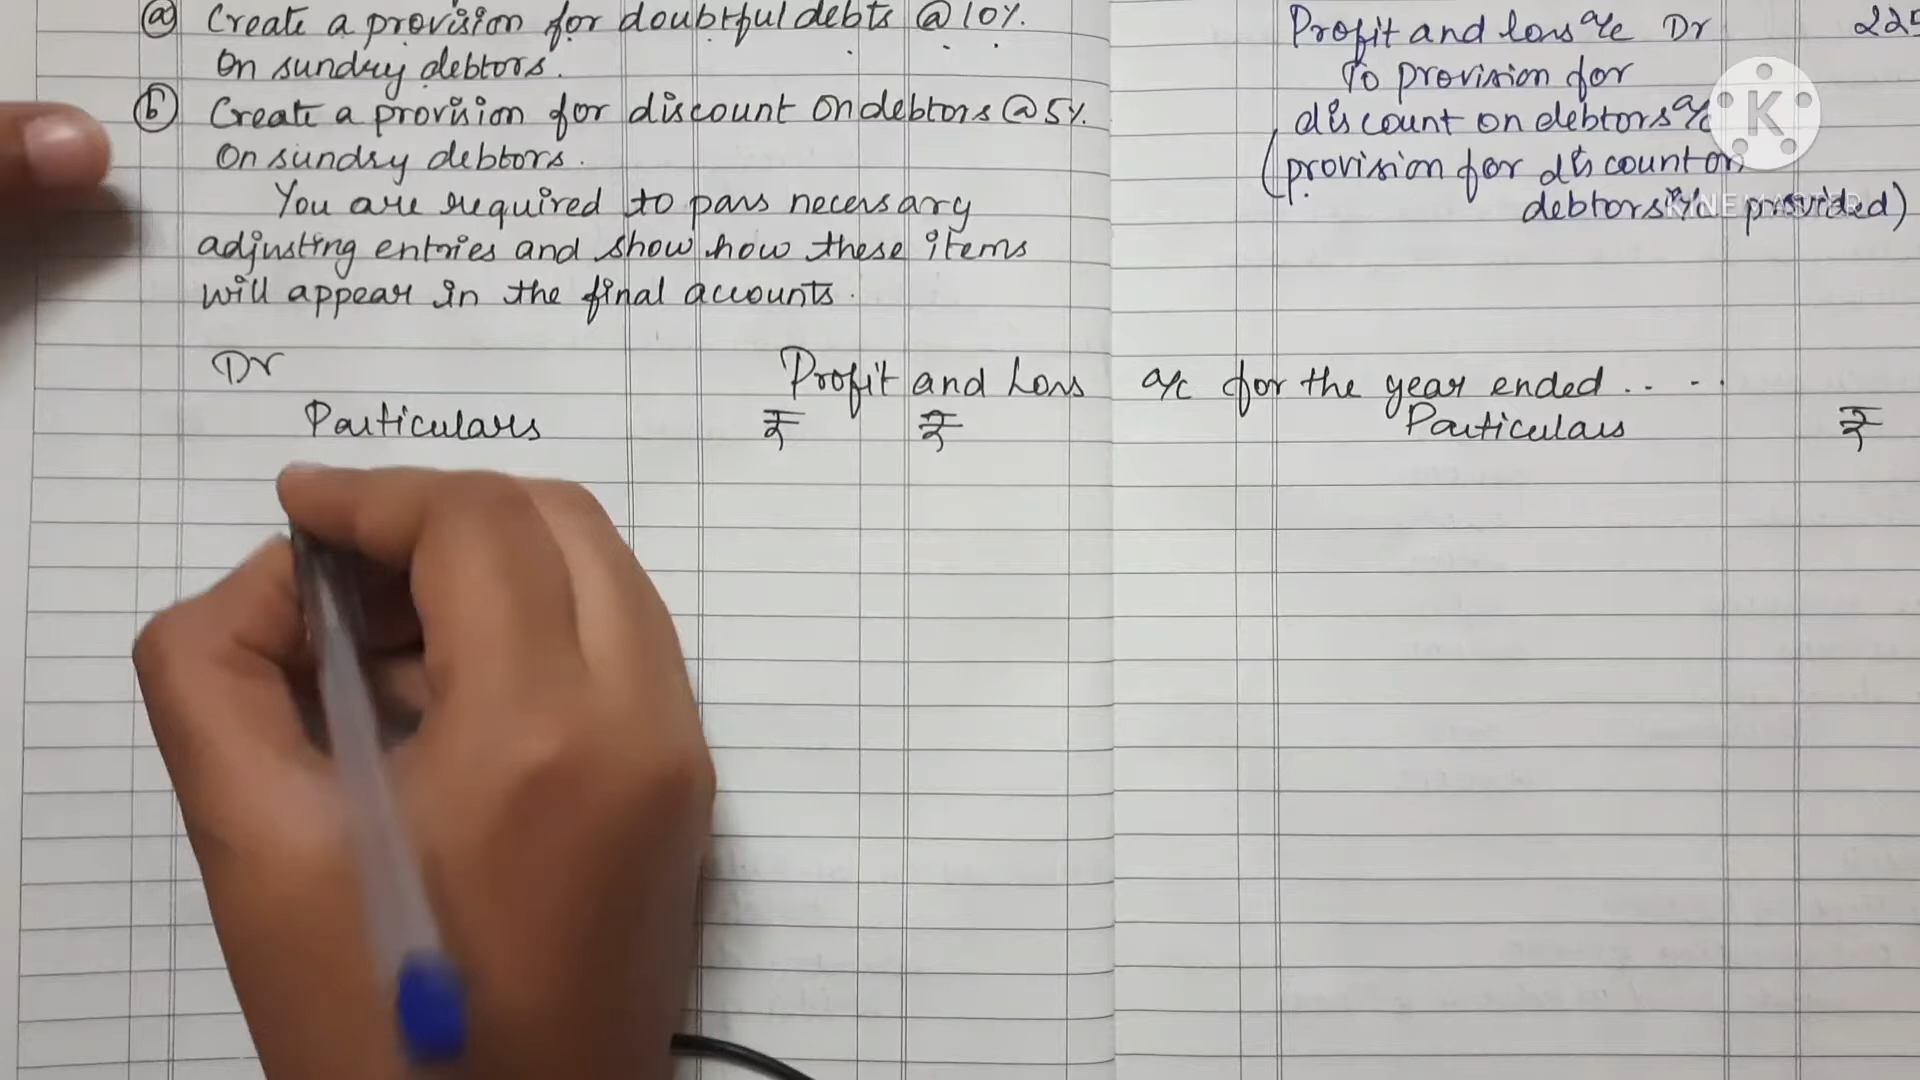 (a) Create a provision for doubtful debts @ 10%.
On sundry debtors.
(b) Create a provision for discount on debtors @ 5%.
On sundry debtors.
You are required to pass necessary
adjusting entries and show how these items
will appear in the final accounts.
Profit and loss a/c Dr 225
To provision for
discount on debtors a/c
(provision for discount on
debtors a/c provided)
K
KINEMASTER
Dr Profit and Loss a/c for the year ended .. - .
Particulars ₹ ₹ Particulars ₹